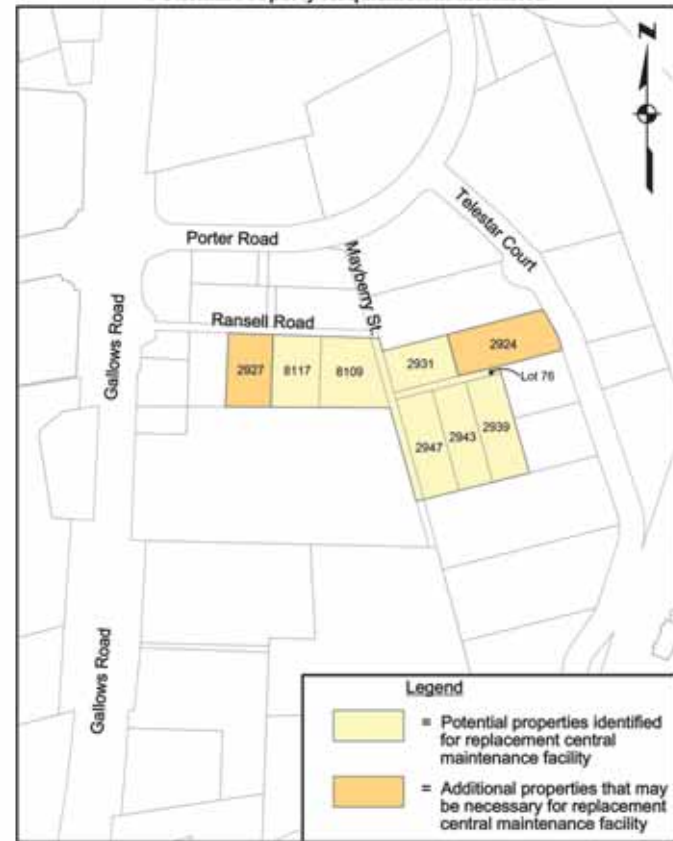 Z
Porter Road
Telestar Court
Mayberry St.
Ransell Road
Gallows Road
2927
8117
8109
2931
2924
Lot 76
2947
2943
2939
Gallows Road
Legend
= Potential properties identified
for replacement central
maintenance facility
= Additional properties that may
be necessary for replacement
central maintenance facility